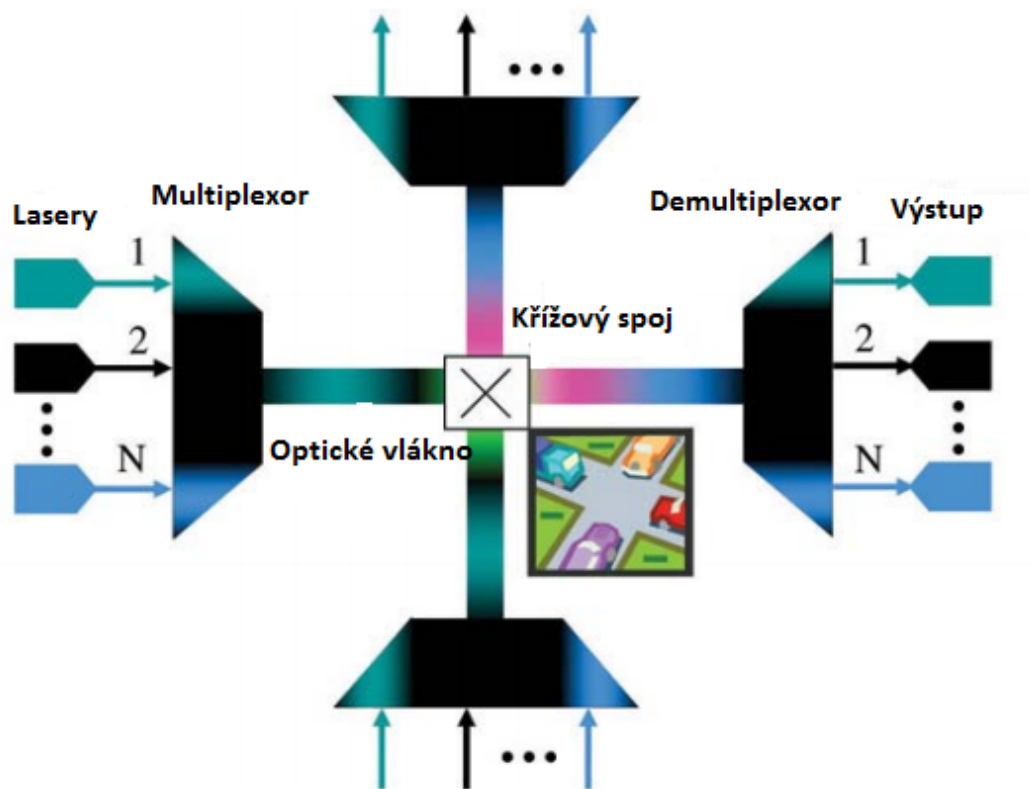 Multiplexor
Demultiplexor
Lasery
Výstup
1
1
Křížový spoj
2
2
Optické vlákno
N
N